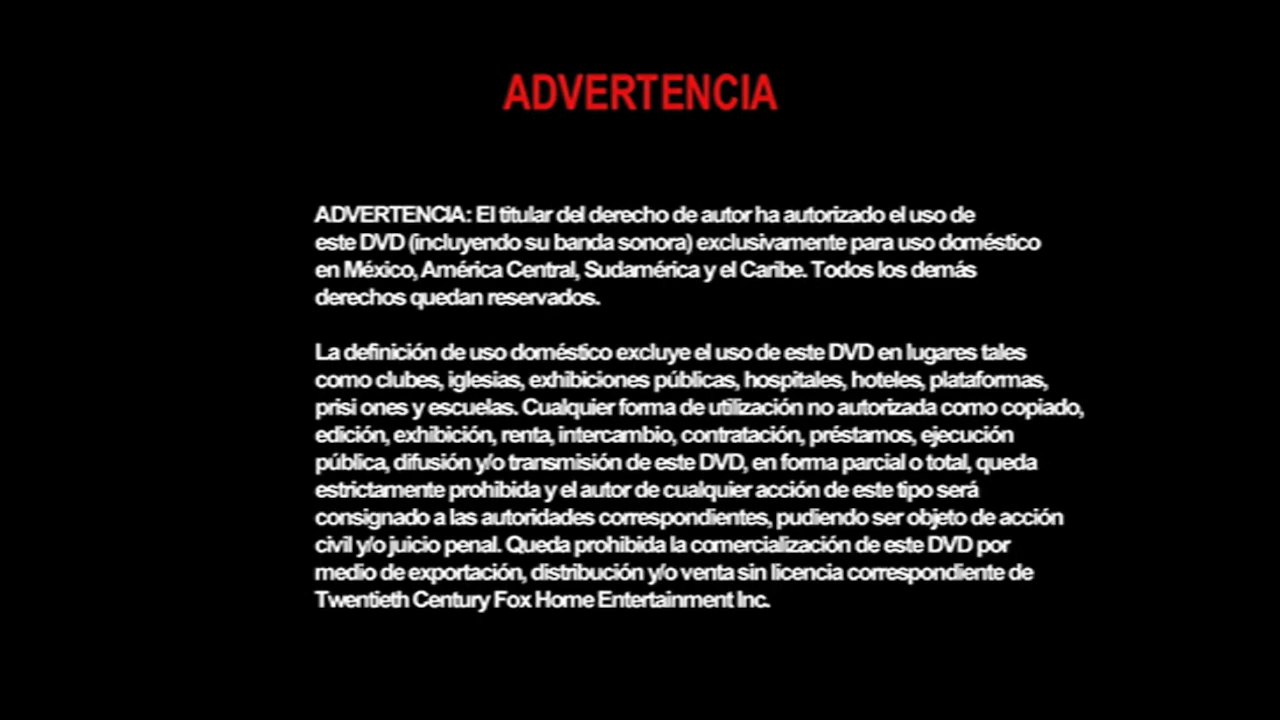 ADVERTENCIA
ADVERTENCIA: El titular del derecho de autor ha autorizado el uso de
este DVD (incluyendo su banda sonora) exclusivamente para uso doméstico
en México, América Central, Sudamérica y el Caribe. Todos los demás
derechos quedan reservados.
La definición de uso doméstico excluye el uso de este DVD en lugares tales
como clubes, iglesias, exhibiciones públicas, hospitales, hoteles, plataformas,
prisi ones y escuelas. Cualquier forma de utilización no autorizada como copiado,
edición, exhibición, renta, intercambio, contratación, préstamos, ejecución
pública, difusión y/o transmisión de este DVD, en forma parcial o total, queda
estrictamente prohibida y el autor de cualquier acción de este tipo será
consignado a las autoridades correspondientes, pudiendo ser objeto de acción
civil y/o juicio penal. Queda prohibida la comercialización de este DVD por
medio de exportación, distribución y/o venta sin licencia correspondiente de
Twentieth Century Fox Home Entertainment Inc.